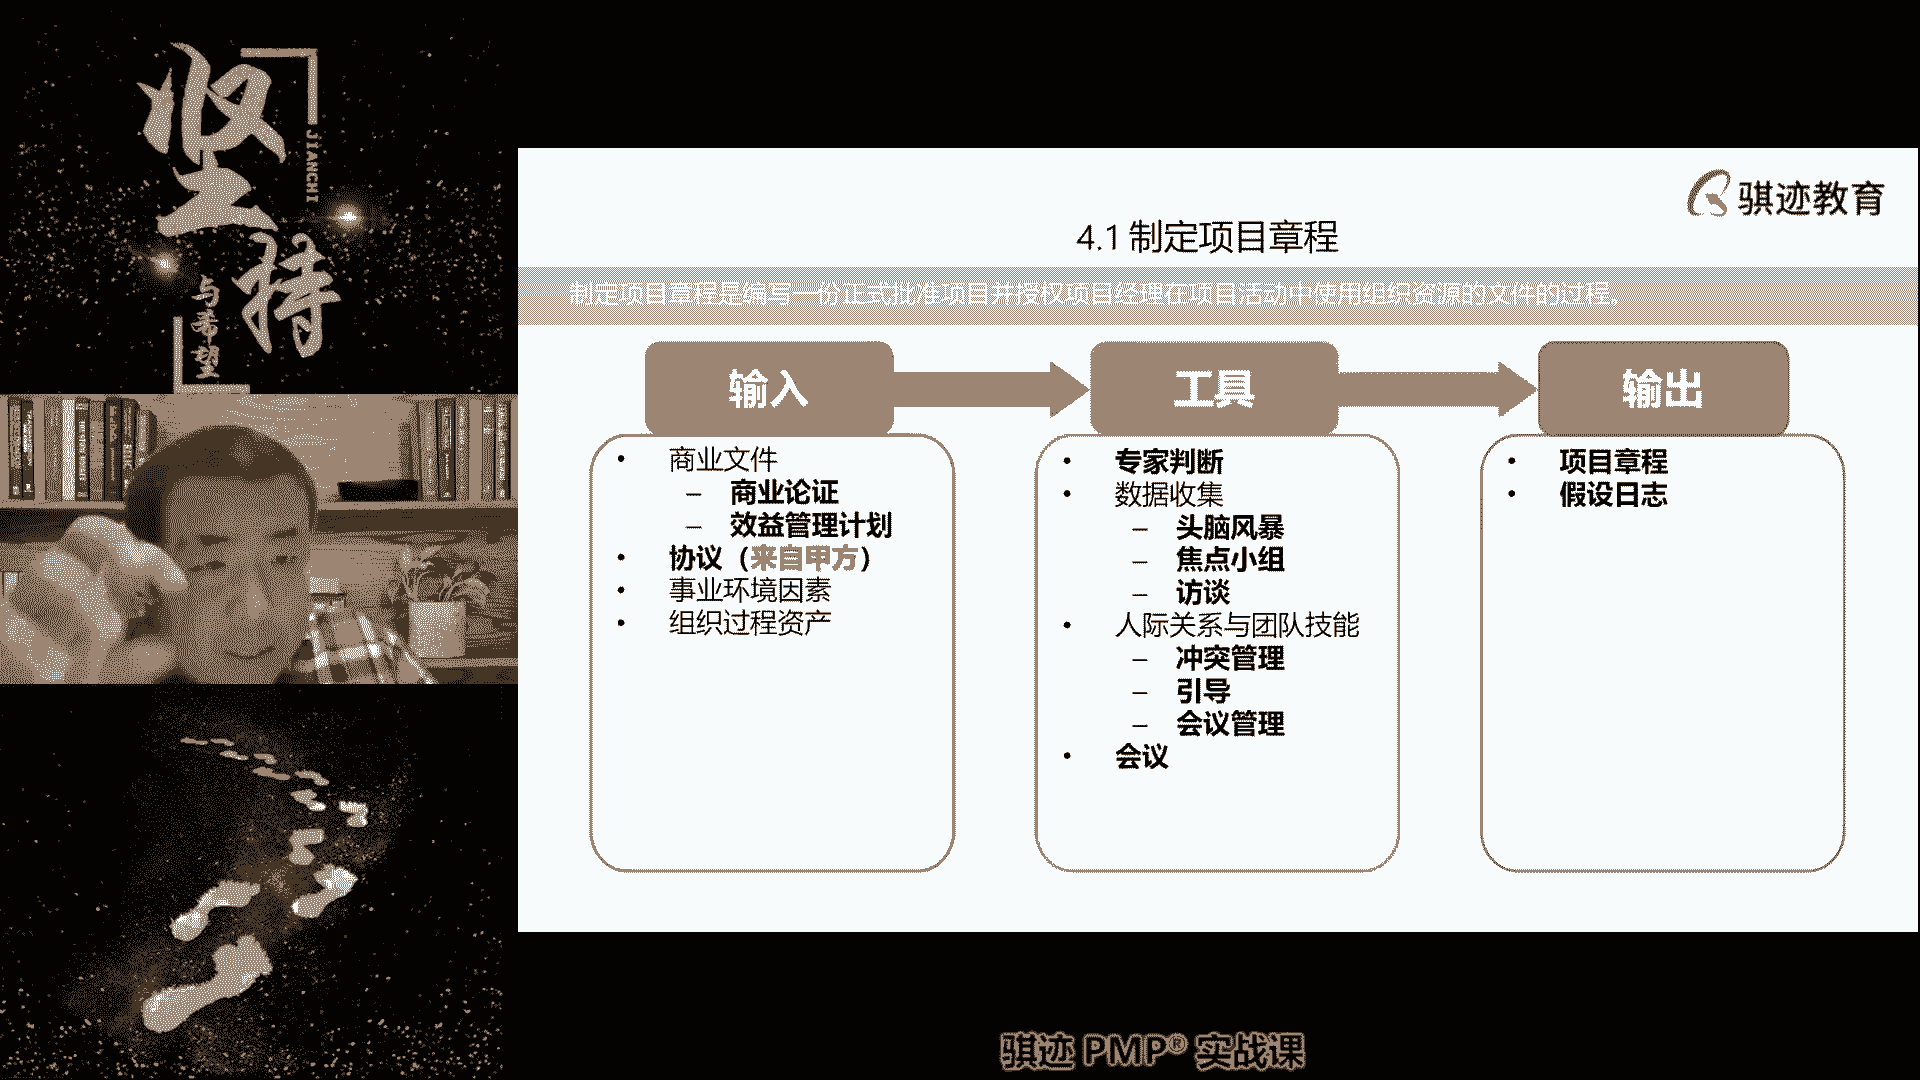 坚
持
JIANCHI
与希望
骐迹教育
4.1 制定项目章程
制定项目章程是编写一份正式批准项目并授权项目经理在项目活动中使用组织资源的文件的过程。
输入
• 商业文件
– 商业论证
– 效益管理计划
• 协议（来自甲方）
• 事业环境因素
• 组织过程资产
工具
• 专家判断
• 数据收集
– 头脑风暴
– 焦点小组
– 访谈
• 人际关系与团队技能
– 冲突管理
– 引导
– 会议管理
• 会议
输出
• 项目章程
• 假设日志
骐迹 PMP® 实战课